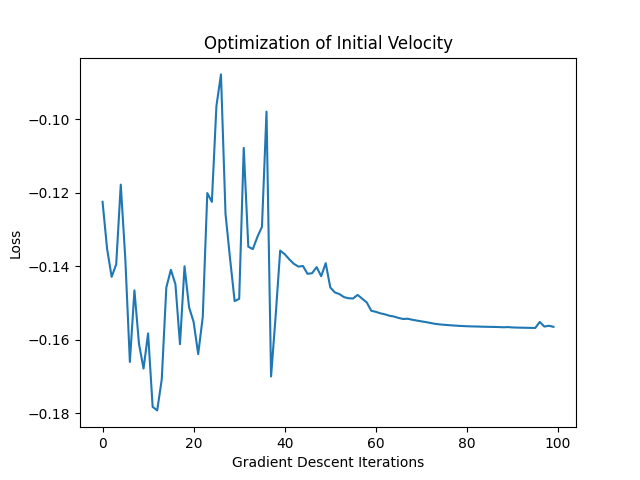 Optimization of Initial Velocity
Loss
−0.10
−0.12
−0.14
−0.16
−0.18
0 20 40 60 80 100
Gradient Descent Iterations